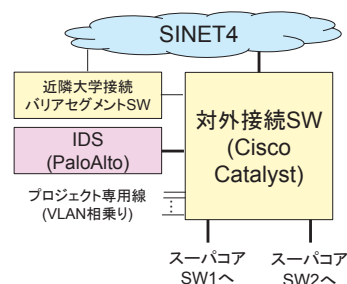 SINET4
近隣大学接続
バリアセグメントSW
対外接続SW
(Cisco
Catalyst)
IDS
(PaloAlto)
プロジェクト専用線
(VLAN相乗り)
スーパコア
SW1へ
スーパコア
SW2へ